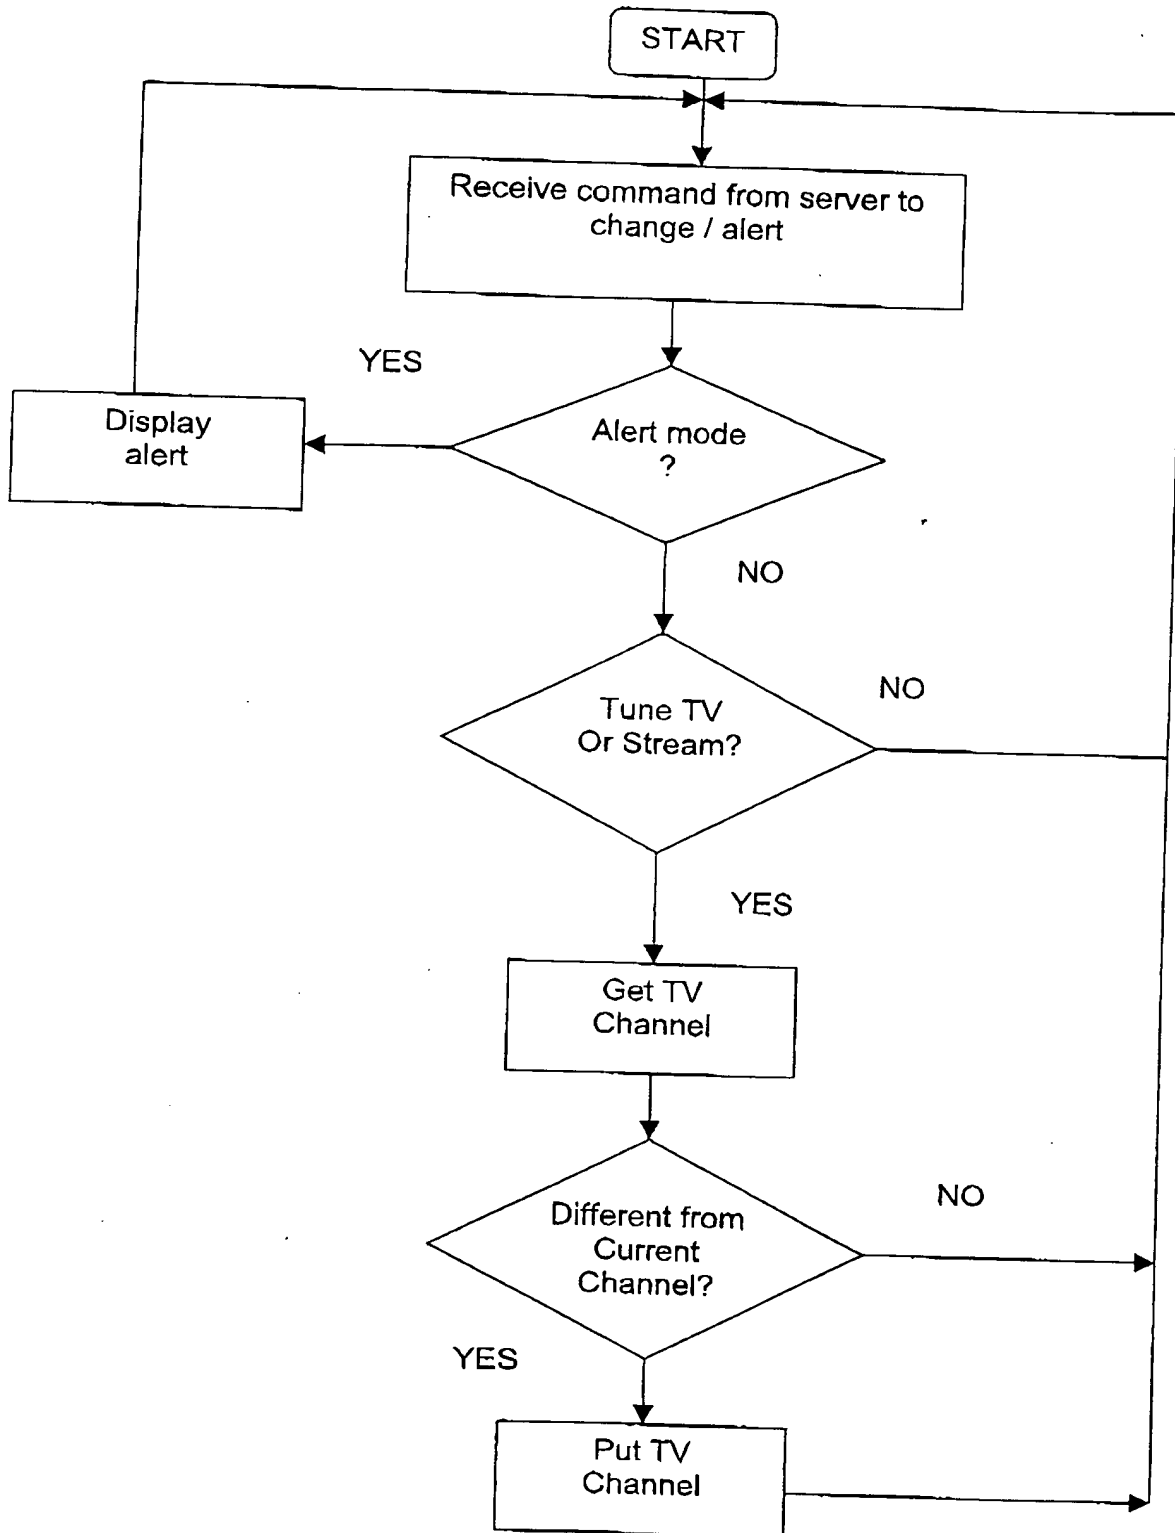 START
Receive command from server to
change / alert
YES
Display
alert
Alert mode
?
NO
Tune TV
Or Stream?
NO
YES
Get TV
Channel
Different from
Current
Channel?
NO
YES
Put TV
Channel